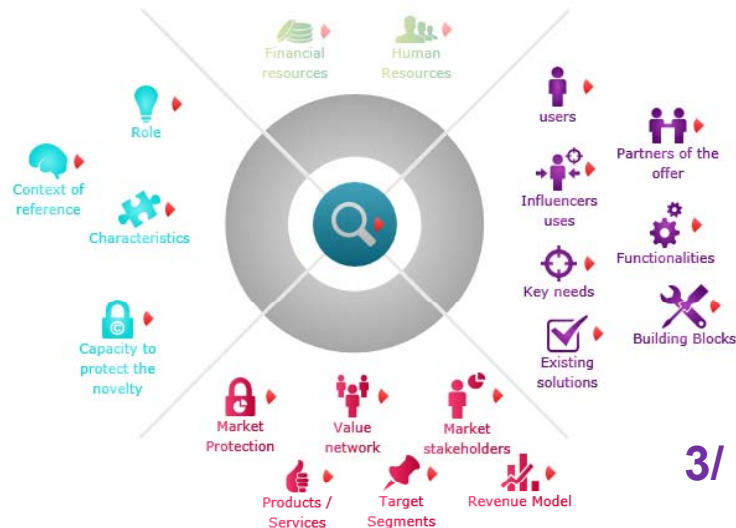 Financial
resources
Human
Resources
Role
Context of
reference
Characteristics
©
Capacity to
protect the
novelty
users
Partners of the
offer
Influencers
uses
Functionalities
Key needs
Building Blocks
Existing
solutions
Market
Protection
Value
network
Market
stakeholders
Products /
Services
Target
Segments
Revenue Model
3/